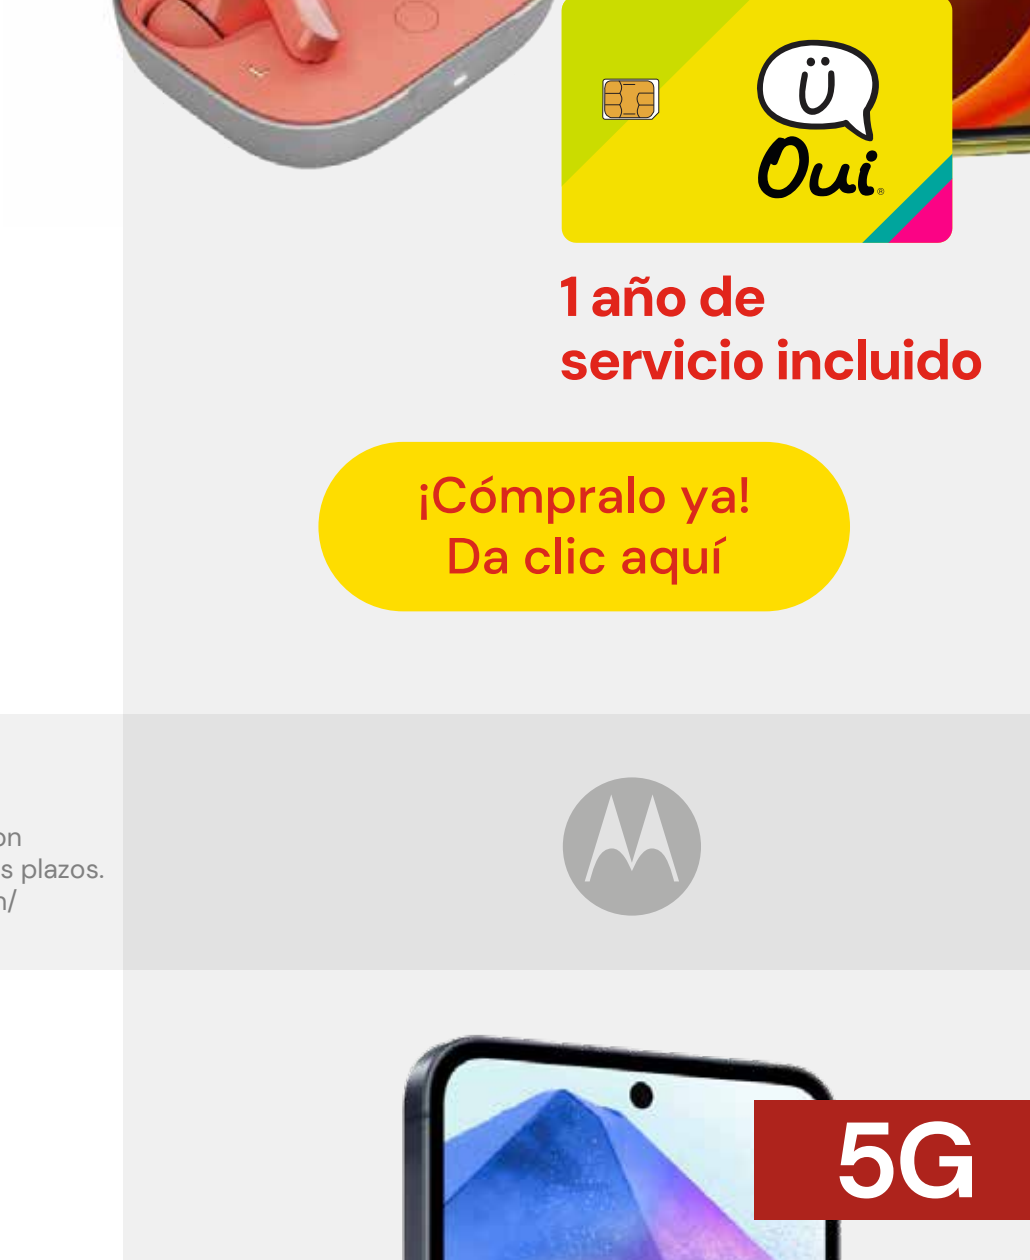 Ü
Oui®
1 año de
servicio incluido
¡Cómpralo ya!
Da clic aquí
on
s plazos.
n/
5G